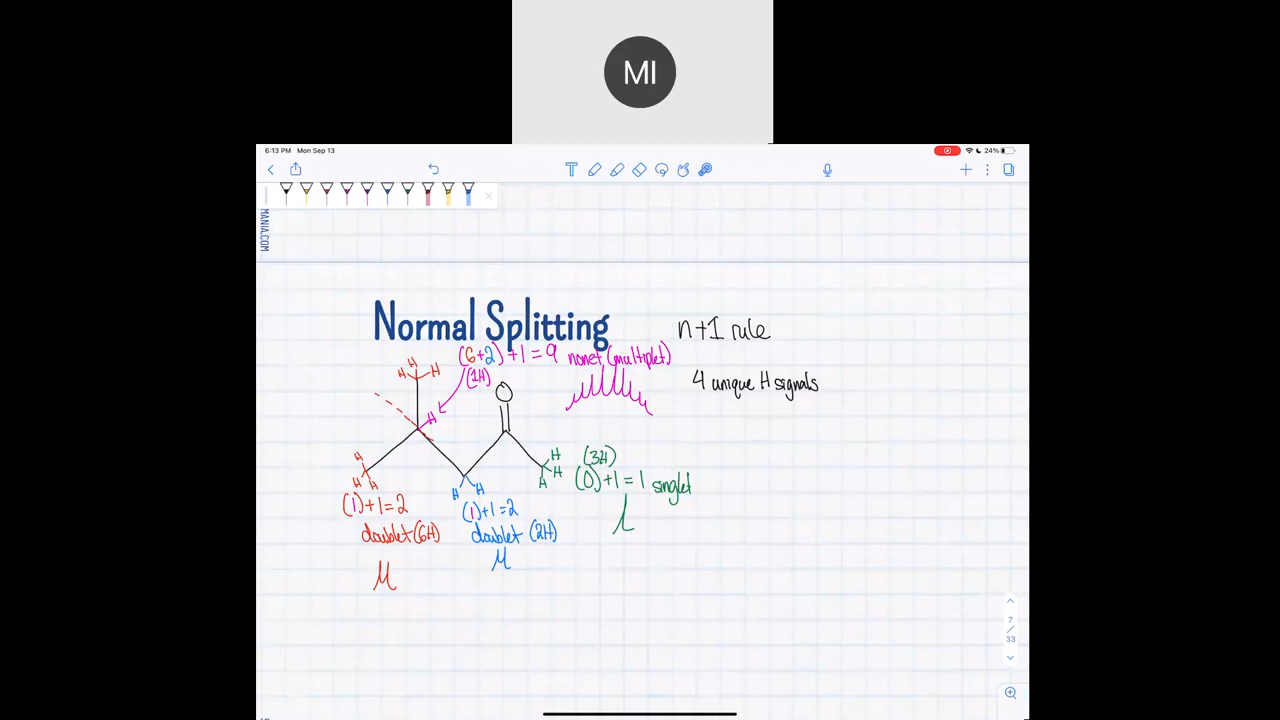 MI
6:13 PM Mon Sep 13
24%
T
MANIA.COM
Normal Splitting
n+1 rule
(6+2)+1=9 nonet (multiplet)
(1H)
4 unique H signals
H
H H
O
H
H
H H
(1)+1=2
doublet (6H)
H H
(1)+1=2
doublet (2H)
H
H
H
(3H)
(0)+1=1 singlet
7
/
33